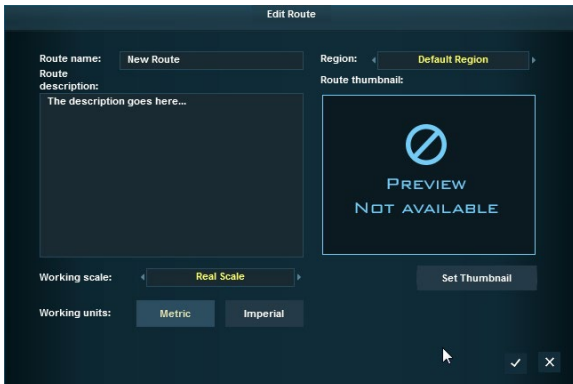 Edit Route
Route name:
New Route
Region:
Default Region
Route
description:
Route thumbnail:
The description goes here...
PREVIEW
NOT AVAILABLE
Working scale:
Real Scale
Set Thumbnail
Working units:
Metric
Imperial